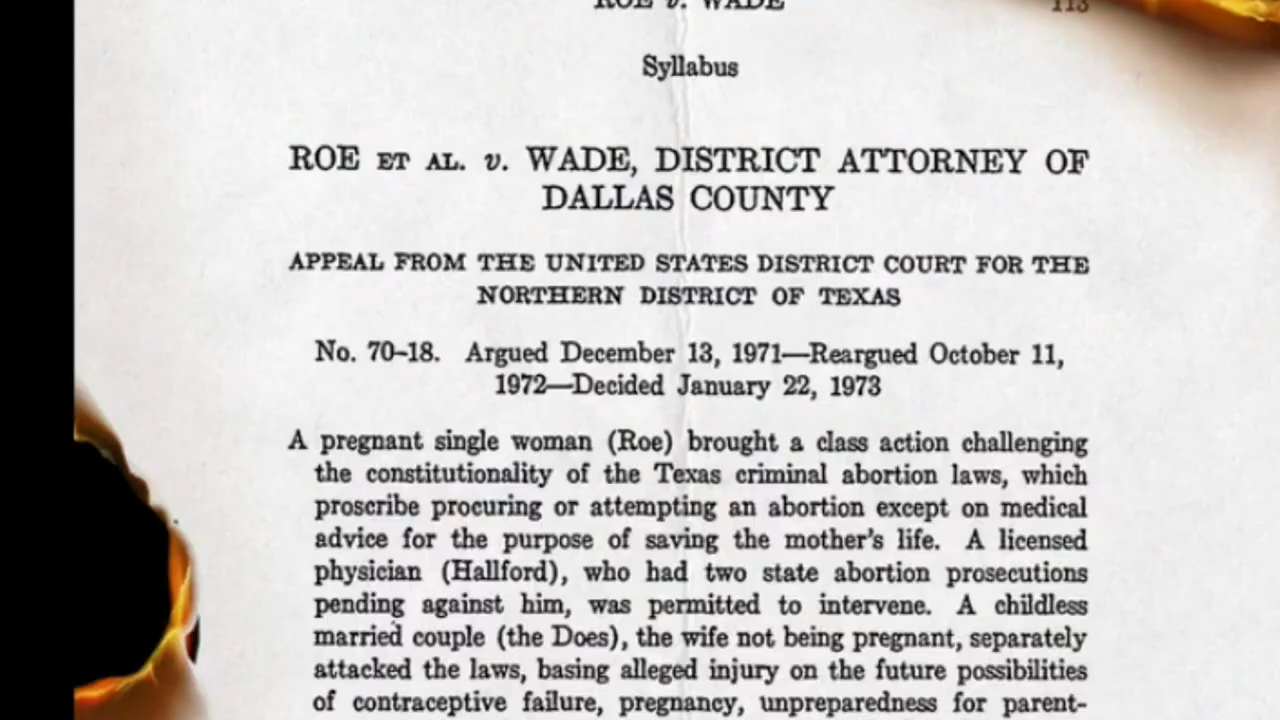 ROE v. WADE 113
Syllabus
ROE ET AL. v. WADE, DISTRICT ATTORNEY OF
DALLAS COUNTY
APPEAL FROM THE UNITED STATES DISTRICT COURT FOR THE
NORTHERN DISTRICT OF TEXAS
No. 70–18. Argued December 13, 1971—Reargued October 11,
1972—Decided January 22, 1973
A pregnant single woman (Roe) brought a class action challenging
the constitutionality of the Texas criminal abortion laws, which
proscribe procuring or attempting an abortion except on medical
advice for the purpose of saving the mother's life. A licensed
physician (Hallford), who had two state abortion prosecutions
pending against him, was permitted to intervene. A childless
married couple (the Does), the wife not being pregnant, separately
attacked the laws, basing alleged injury on the future possibilities
of contraceptive failure, pregnancy, unpreparedness for parent-